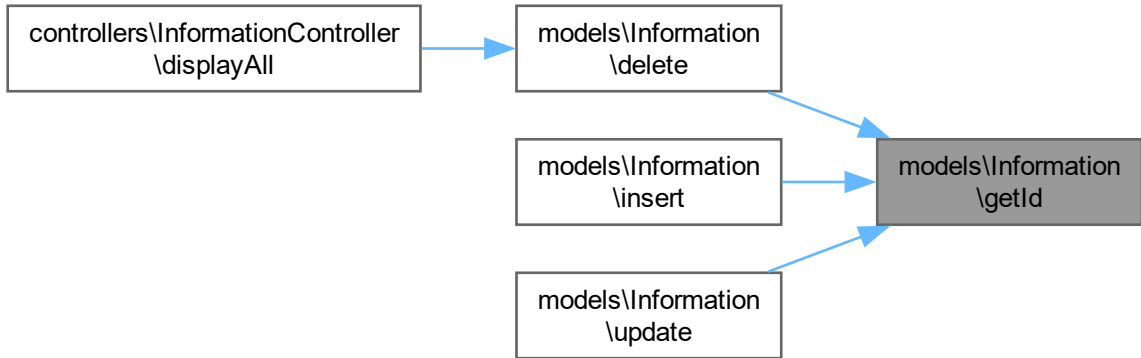 controllers\InformationController
\displayAll
models\Information
\delete
models\Information
\insert
models\Information
\getId
models\Information
\update